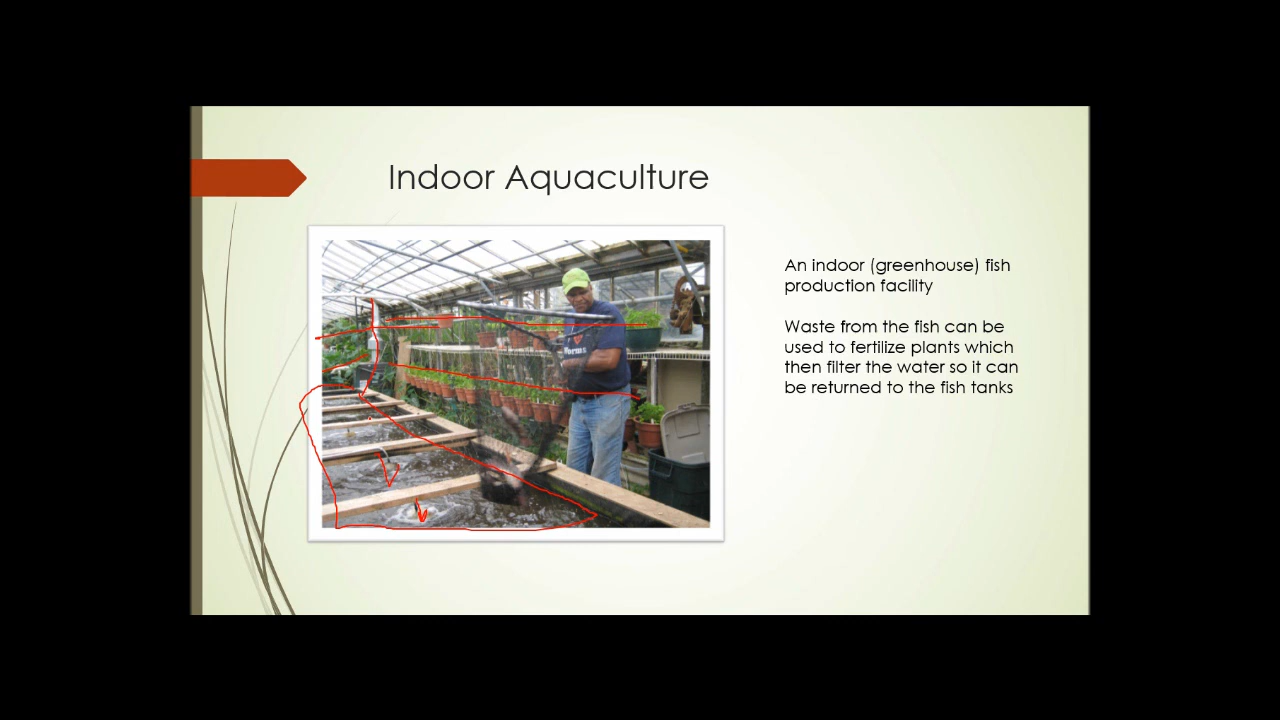 Indoor Aquaculture
An indoor (greenhouse) fish
production facility
Waste from the fish can be
used to fertilize plants which
then filter the water so it can
be returned to the fish tanks